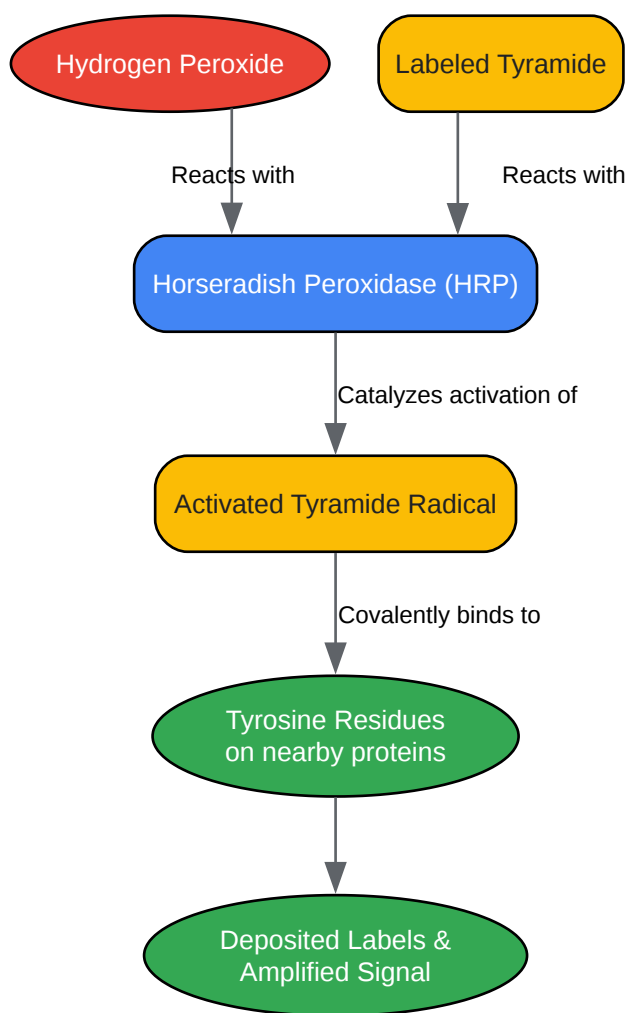 Hydrogen Peroxide
Labeled Tyramide
Reacts with
Reacts with
Horseradish Peroxidase (HRP)
Catalyzes activation of
Activated Tyramide Radical
Covalently binds to
Tyrosine Residues
on nearby proteins
Deposited Labels &
Amplified Signal